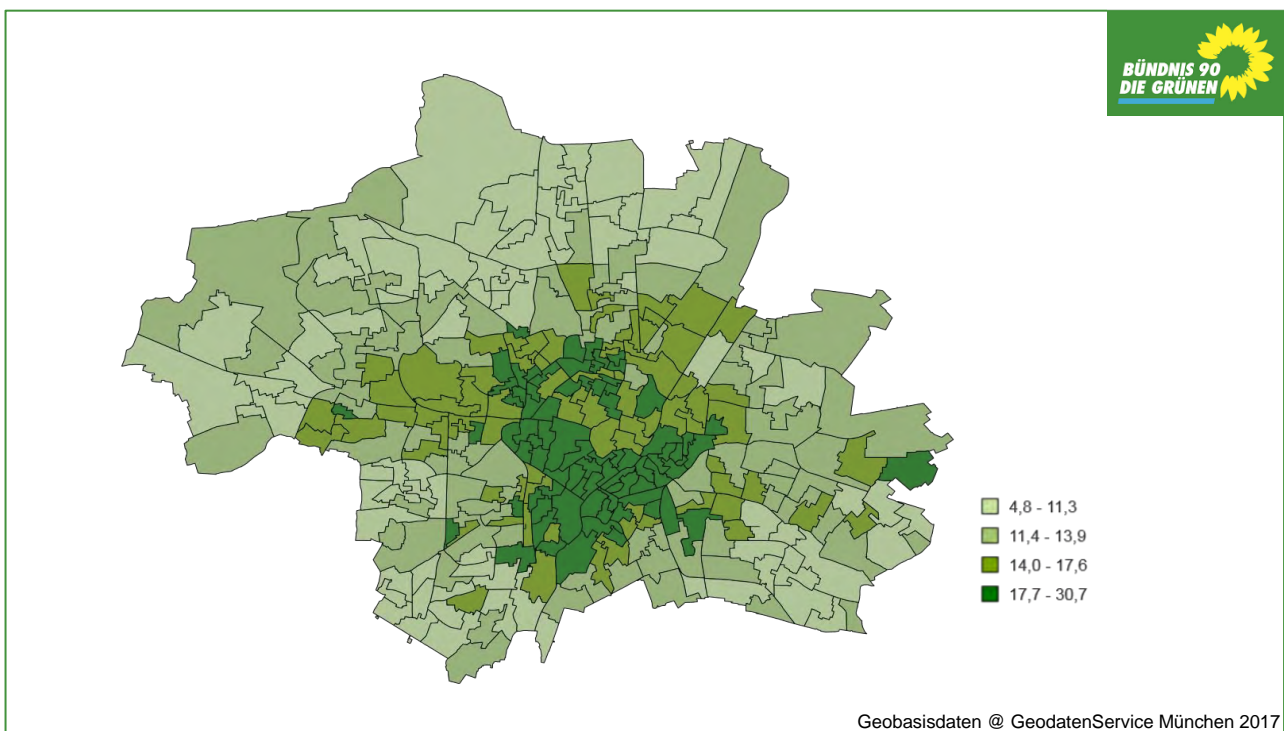 BÜNDNIS 90
DIE GRÜNEN
4,8 - 11,3
11,4 - 13,9
14,0 - 17,6
17,7 - 30,7
Geobasisdaten @ GeodatenService München 2017